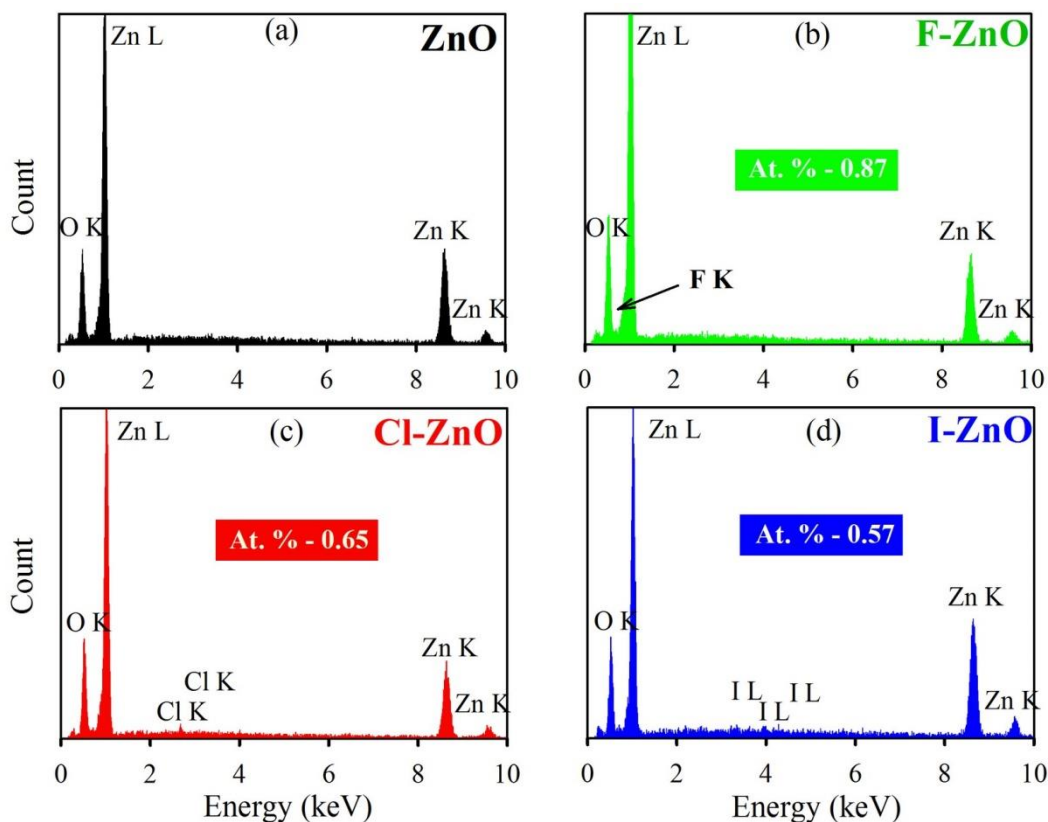 Zn L
(a)
ZnO
Count
O K
Zn K
Zn K
0 2 4 6 8 10
Zn L
(b)
F-ZnO
At. % - 0.87
O K
F K
Zn K
Zn K
0 2 4 6 8 10
Zn L
(c)
Cl-ZnO
At. % - 0.65
Count
O K
Cl K
Cl K
Zn K
Zn K
0 2 4 6 8 10
Energy (keV)
Zn L
(d)
I-ZnO
At. % - 0.57
O K
I L
I L
I L
Zn K
Zn K
0 2 4 6 8 10
Energy (keV)